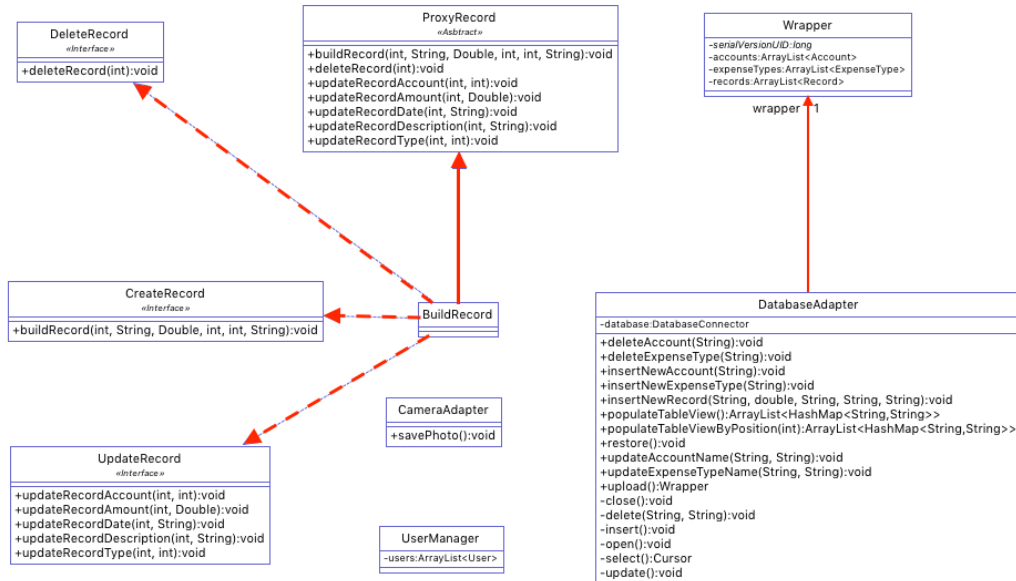 DeleteRecord
«Interface»
+deleteRecord(int):void
ProxyRecord
«Asbtract»
+buildRecord(int, String, Double, int, int, String):void
+deleteRecord(int):void
+updateRecordAccount(int, int):void
+updateRecordAmount(int, Double):void
+updateRecordDate(int, String):void
+updateRecordDescription(int, String):void
+updateRecordType(int, int):void
Wrapper
-serialVersionUID:long
-accounts:ArrayList<Account>
-expenseTypes:ArrayList<ExpenseType>
-records:ArrayList<Record>
wrapper 1
CreateRecord
«Interface»
+buildRecord(int, String, Double, int, int, String):void
BuildRecord
UpdateRecord
«Interface»
+updateRecordAccount(int, int):void
+updateRecordAmount(int, Double):void
+updateRecordDate(int, String):void
+updateRecordDescription(int, String):void
+updateRecordType(int, int):void
CameraAdapter
+savePhoto():void
UserManager
-users:ArrayList<User>
DatabaseAdapter
-database:DatabaseConnector
+deleteAccount(String):void
+deleteExpenseType(String):void
+insertNewAccount(String):void
+insertNewExpenseType(String):void
+insertNewRecord(String, double, String, String, String):void
+populateTableView():ArrayList<HashMap<String,String>>
+populateTableViewByPosition(int):ArrayList<HashMap<String,String>>
+restore():void
+updateAccountName(String, String):void
+updateExpenseTypeName(String, String):void
+upload():Wrapper
-close():void
-delete(String, String):void
-insert():void
-open():void
-select():Cursor
-update():void